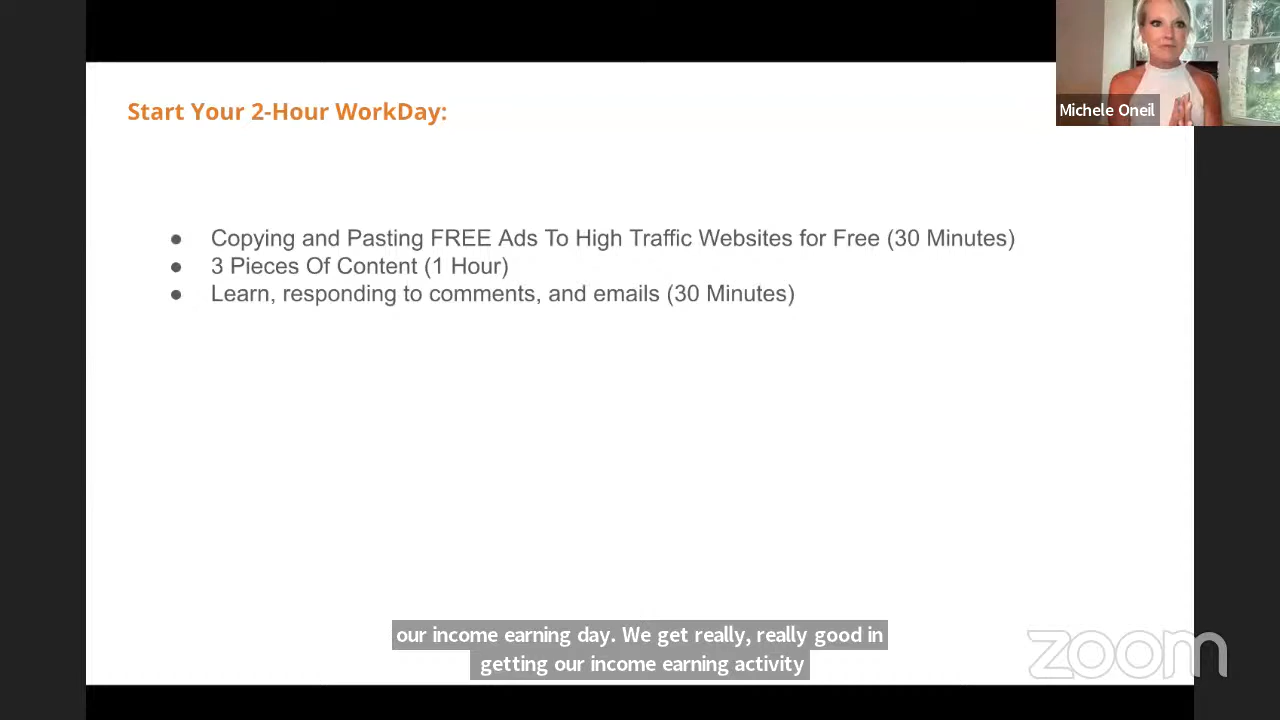 Start Your 2-Hour WorkDay:
Michele Oneil
● Copying and Pasting FREE Ads To High Traffic Websites for Free (30 Minutes)
● 3 Pieces Of Content (1 Hour)
● Learn, responding to comments, and emails (30 Minutes)
our income earning day. We get really, really good in
getting our income earning activity
zoom